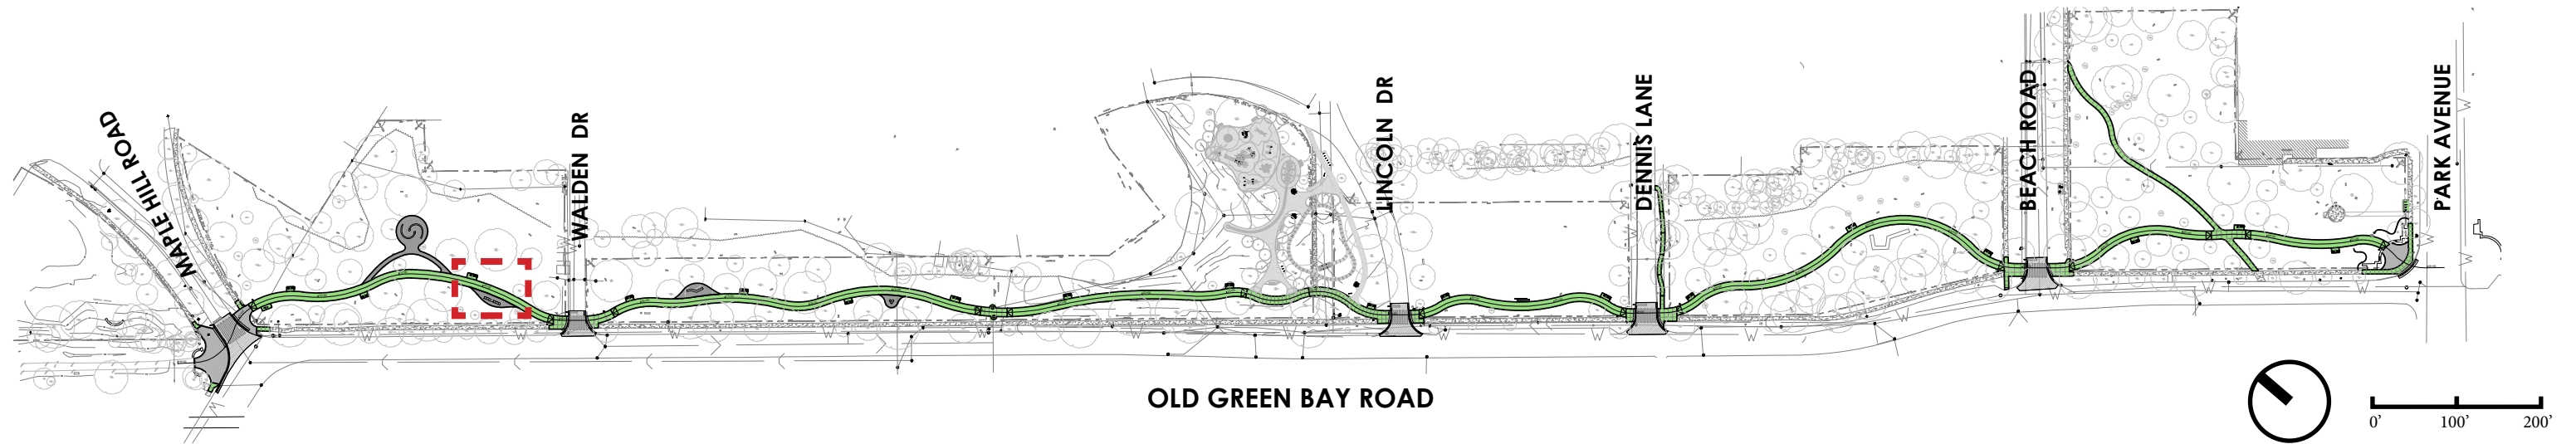 MAPLE HILL ROAD
WALDEN DR
LINCOLN DR
DENNIS LANE
BEACH ROAD
PARK AVENUE
OLD GREEN BAY ROAD
0' 100' 200'